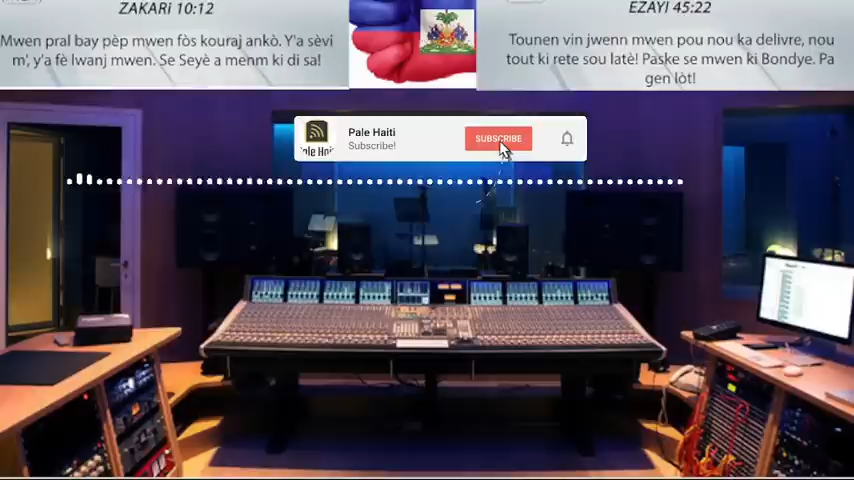 ZAKARI 10:12
Mwen pral bay pèp mwen fòs kouraj ankò. Y'a sèvi
m', y'a fè lwanj mwen. Se Seyè a menm ki di sa!
EZAYI 45:22
Tounen vin jwenn mwen pou nou ka delivre, nou
tout ki rete sou latè! Paske se mwen ki Bondye. Pa
gen lòt!
Pale Haiti
Subscribe!
SUBSCRIBE